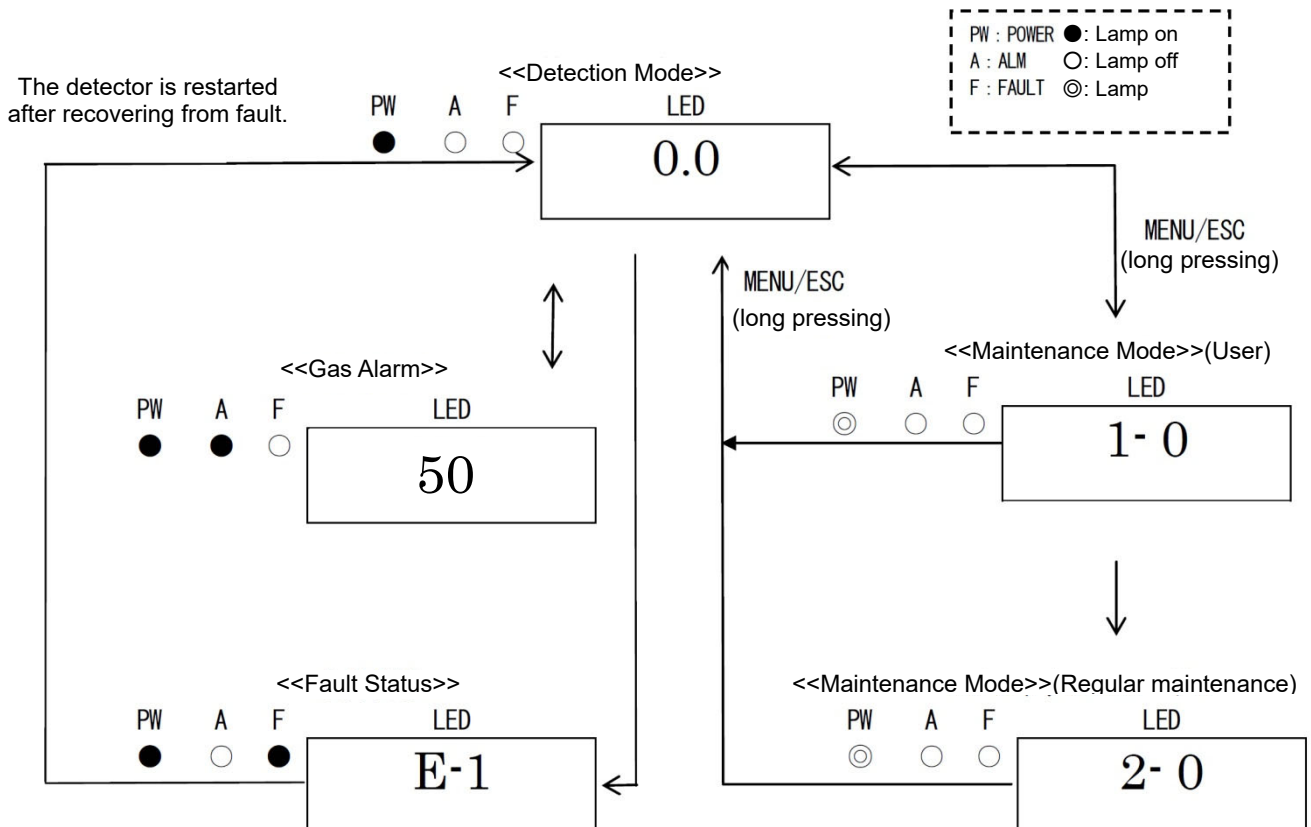 PW : POWER ●: Lamp on
A : ALM ○: Lamp off
F : FAULT ◎: Lamp
The detector is restarted
after recovering from fault.
<<Detection Mode>>
PW A F LED
0.0
MENU/ESC
(long pressing)
MENU/ESC
(long pressing)
<<Gas Alarm>>
PW A F LED
50
<<Maintenance Mode>>(User)
PW A F LED
1- 0
<<Fault Status>>
PW A F LED
E-1
<<Maintenance Mode>>(Regular maintenance)
PW A F LED
2- 0